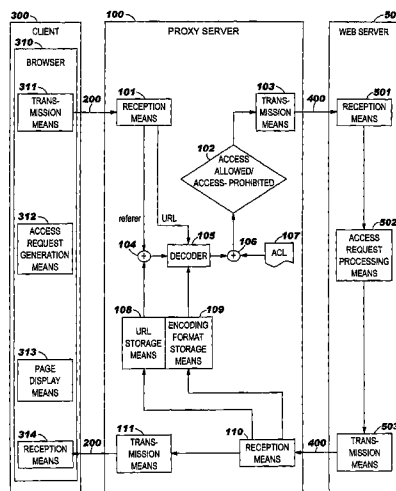 300
CLIENT
310
BROWSER
311
TRANS-
MISSION
MEANS
312
ACCESS
REQUEST
GENERATION
MEANS
313
PAGE
DISPLAY
MEANS
314
RECEPTION
MEANS
200
200
100
PROXY SERVER
101
RECEPTION
MEANS
103
TRANS-
MISSION
MEANS
102
ACCESS
ALLOWED/
ACCESS-PROHIBITED
referer
URL
104
105
DECODER
106
107
ACL
108
URL
STORAGE
MEANS
109
ENCODING
FORMAT
STORAGE
MEANS
111
TRANS-
MISSION
MEANS
110
RECEPTION
MEANS
400
400
WEB SERVER
501
RECEPTION
MEANS
502
ACCESS
REQUEST
PROCESSING
MEANS
503
TRANS-
MISSION
MEANS